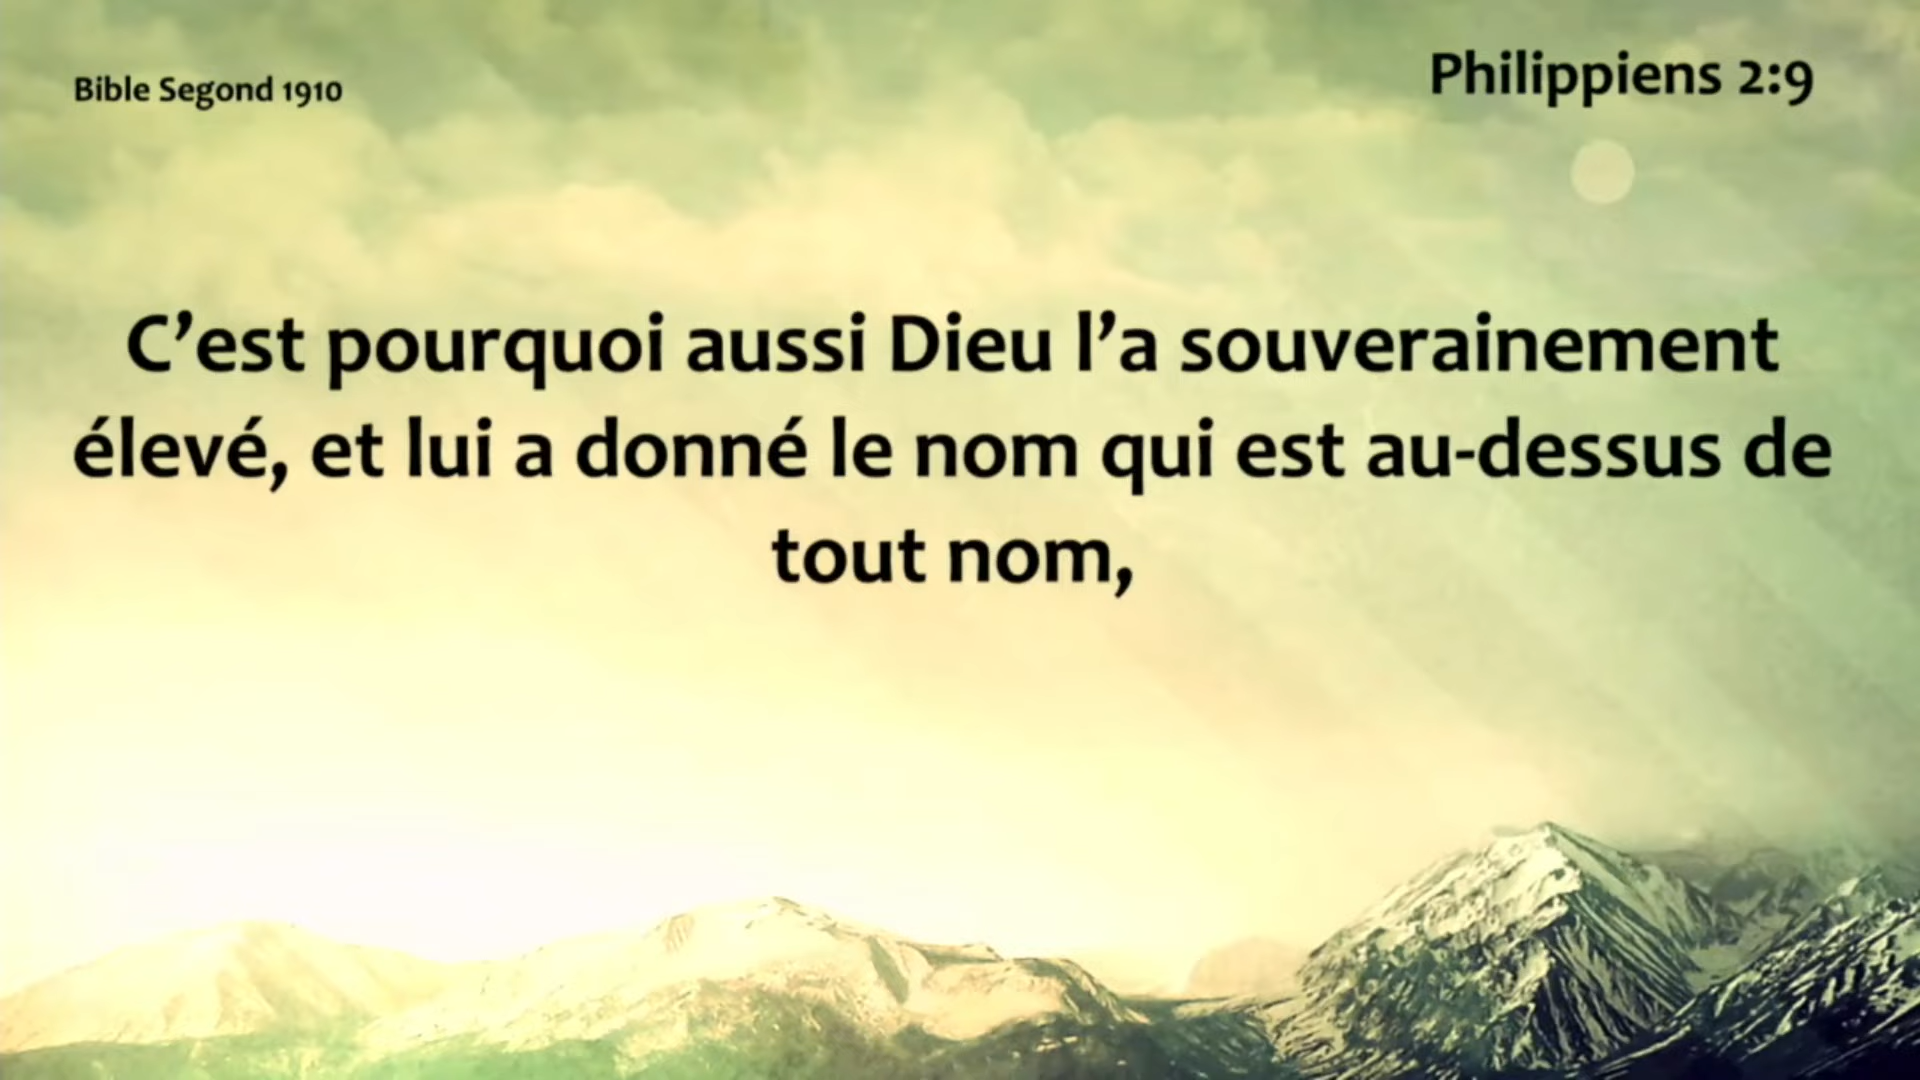 Bible Segond 1910
Philippiens 2:9
C’est pourquoi aussi Dieu l’a souverainement
élevé, et lui a donné le nom qui est au-dessus de
tout nom,